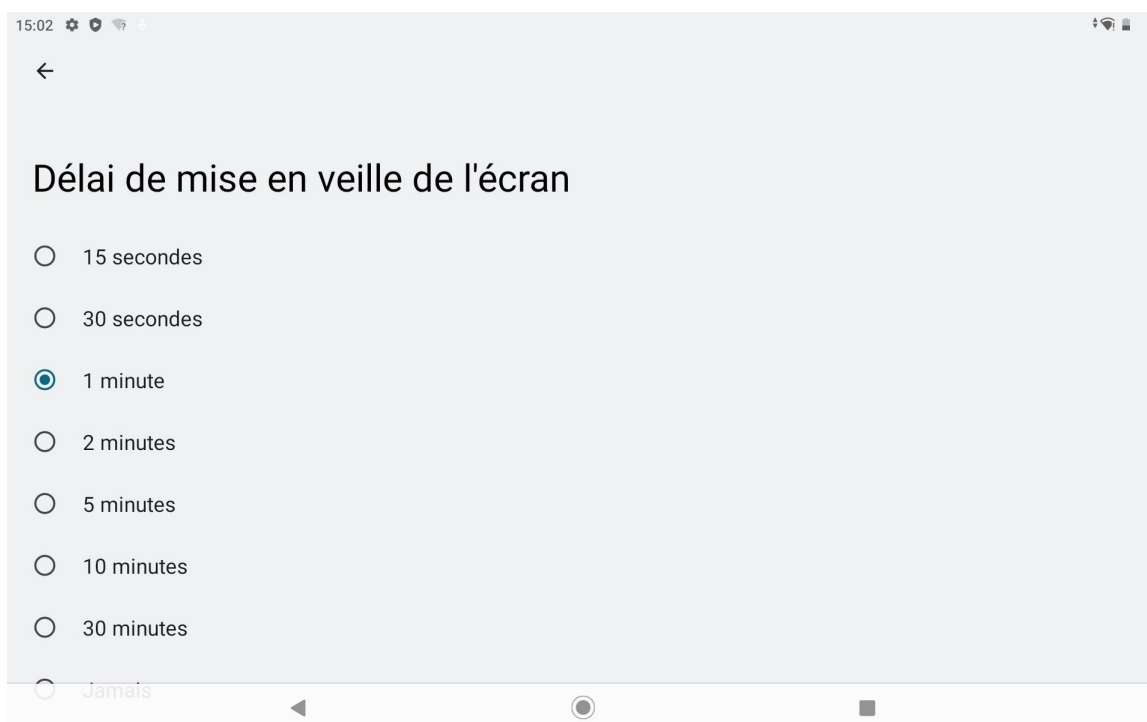 15:02
Délai de mise en veille de l'écran
15 secondes
30 secondes
1 minute
2 minutes
5 minutes
10 minutes
30 minutes
Jamais